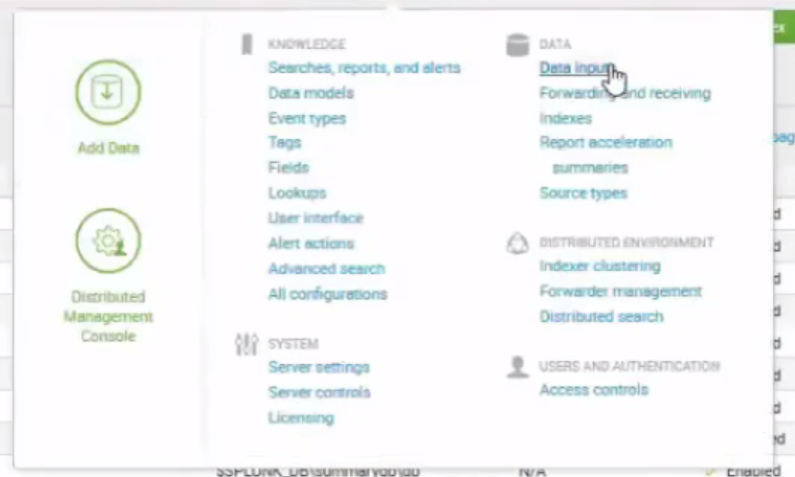 Add Data
Distributed
Management
Console
KNOWLEDGE
Searches, reports, and alerts
Data models
Event types
Tags
Fields
Lookups
User interface
Alert actions
Advanced search
All configurations
SYSTEM
Server settings
Server controls
Licensing
DATA
Data inputs
Forwarding and receiving
Indexes
Report acceleration
summaries
Source types
DISTRIBUTED ENVIRONMENT
Indexer clustering
Forwarder management
Distributed search
USERS AND AUTHENTICATION
Access controls
$SPLUNK_DB\summarydb\db N/A Enabled